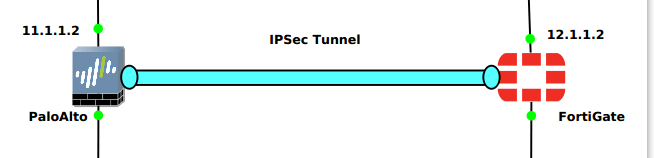 11.1.1.2
12.1.1.2
IPSec Tunnel
PaloAlto
FortiGate